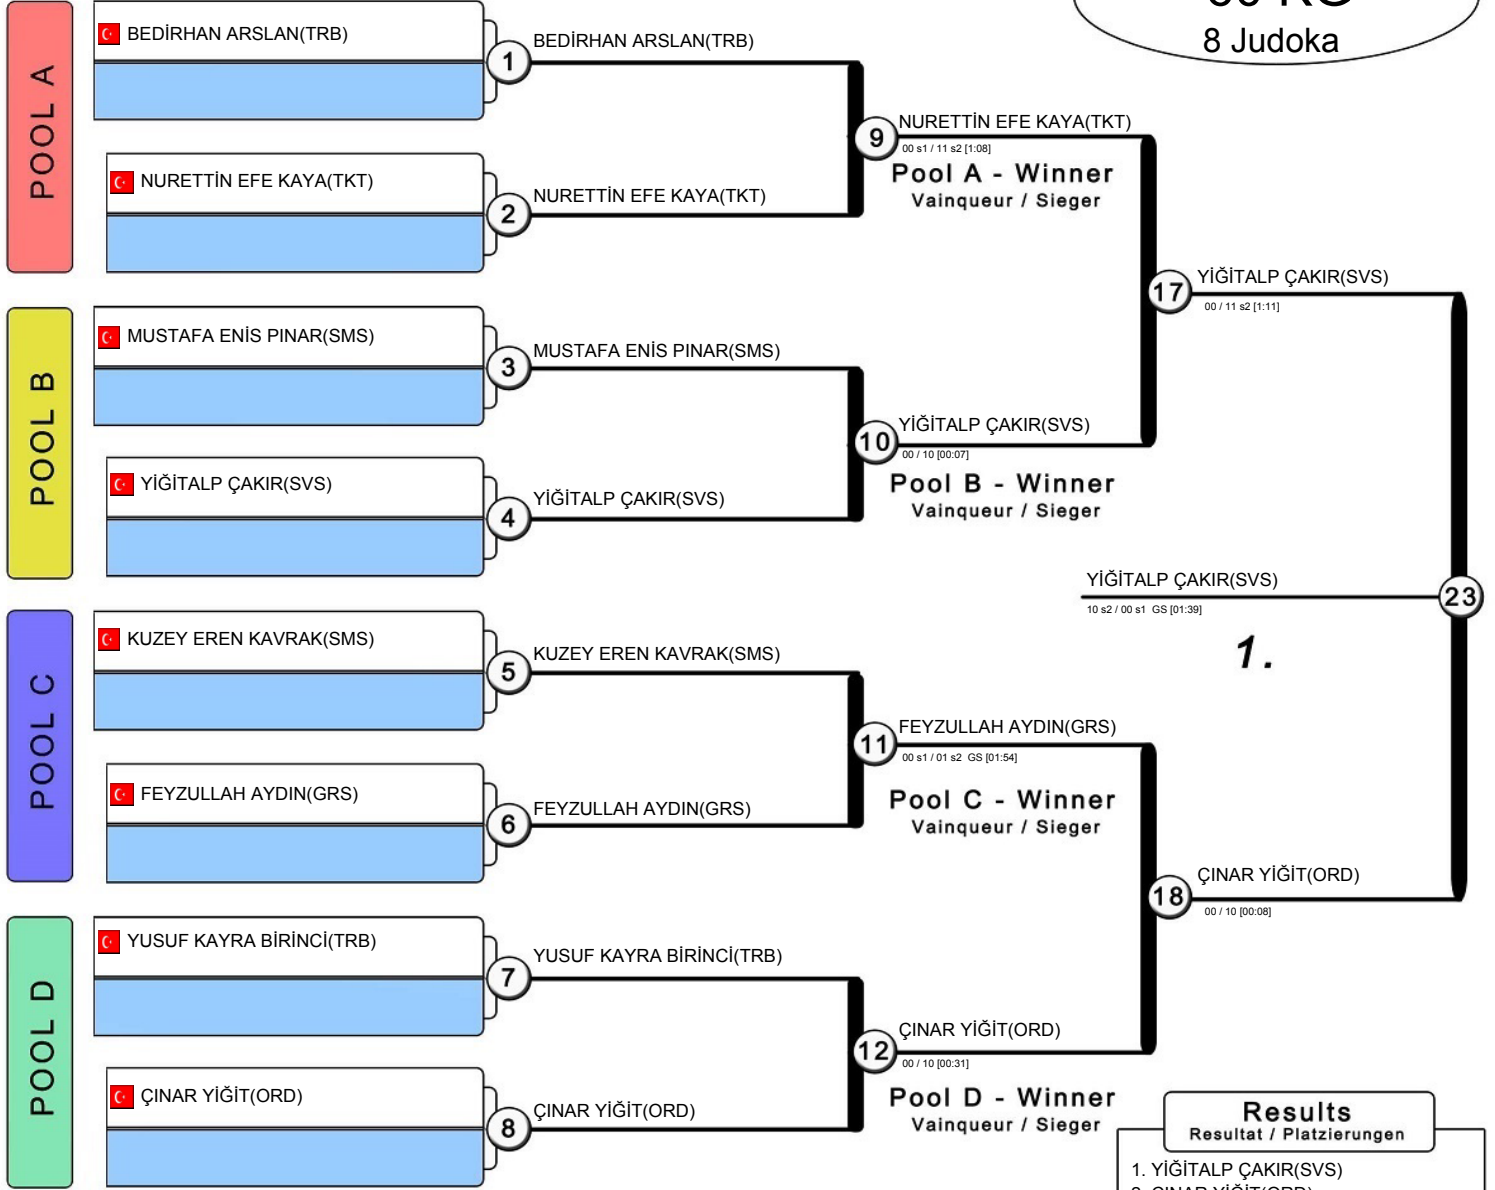 8 Judoka
POOL A
BEDİRHAN ARSLAN(TRB)
1
BEDİRHAN ARSLAN(TRB)
NURETTİN EFE KAYA(TKT)
2
NURETTİN EFE KAYA(TKT)
9
NURETTİN EFE KAYA(TKT)
00 s1 / 11 s2 [1:08]
Pool A - Winner
Vainqueur / Sieger
POOL B
MUSTAFA ENİS PINAR(SMS)
3
MUSTAFA ENİS PINAR(SMS)
YİĞİTALP ÇAKIR(SVS)
4
YİĞİTALP ÇAKIR(SVS)
10
YİĞİTALP ÇAKIR(SVS)
00 / 10 [00:07]
Pool B - Winner
Vainqueur / Sieger
17
YİĞİTALP ÇAKIR(SVS)
00 / 11 s2 [1:11]
POOL C
KUZEY EREN KAVRAK(SMS)
5
KUZEY EREN KAVRAK(SMS)
FEYZULLAH AYDIN(GRS)
6
FEYZULLAH AYDIN(GRS)
11
FEYZULLAH AYDIN(GRS)
00 s1 / 01 s2 GS [01:54]
Pool C - Winner
Vainqueur / Sieger
POOL D
YUSUF KAYRA BİRİNCİ(TRB)
7
YUSUF KAYRA BİRİNCİ(TRB)
ÇINAR YİĞİT(ORD)
8
ÇINAR YİĞİT(ORD)
12
ÇINAR YİĞİT(ORD)
00 / 10 [00:31]
Pool D - Winner
Vainqueur / Sieger
18
ÇINAR YİĞİT(ORD)
00 / 10 [00:08]
YİĞİTALP ÇAKIR(SVS)
23
10 s2 / 00 s1 GS [01:39]
1.
Results
Resultat / Platzierungen
1. YİĞİTALP ÇAKIR(SVS)